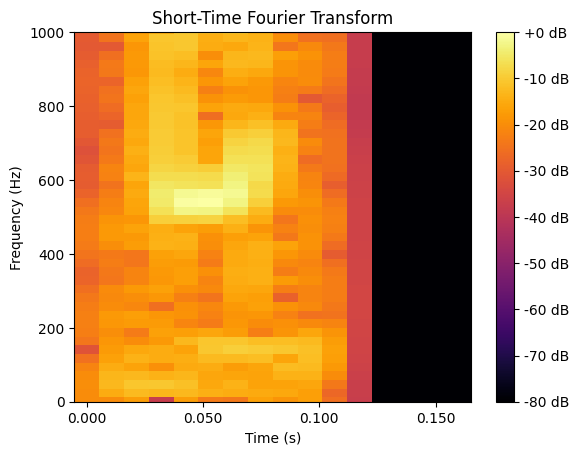 Short-Time Fourier Transform
1000
800
600
400
200
0
Frequency (Hz)
0.000
0.050
0.100
0.150
Time (s)
+0 dB
-10 dB
-20 dB
-30 dB
-40 dB
-50 dB
-60 dB
-70 dB
-80 dB